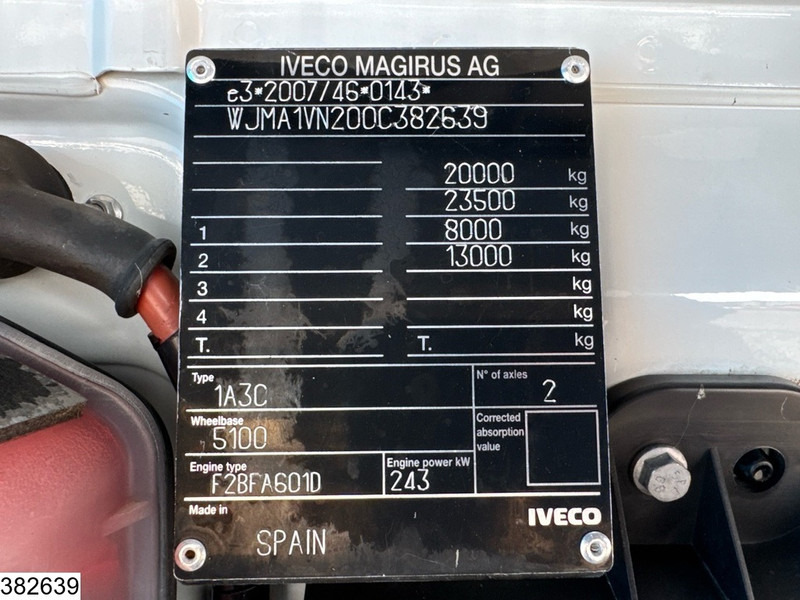 IVECO MAGIRUS AG
e3*2007/46*0143*
WJMA1VN200C382639
20000 kg
23500 kg
1 8000 kg
2 13000 kg
3 kg
4 kg
T. T. kg
Type 1A3C
N° of axles 2
Wheelbase 5100
Corrected absorption value
Engine type F2BFA601D
Engine power kW 243
Made in SPAIN
IVECO
382639